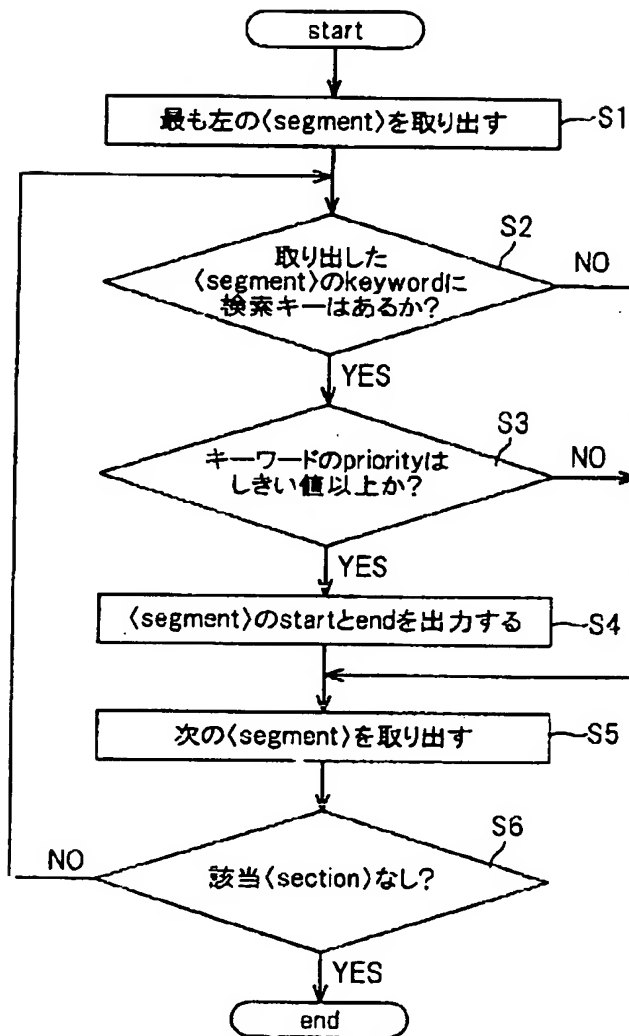 start
最も左の〈segment〉を取り出す
S1
S2
取り出した
〈segment〉のkeywordに
検索キーはあるか?
NO
YES
S3
キーワードのpriorityは
しきい値以上か?
NO
YES
〈segment〉のstartとendを出力する
S4
次の〈segment〉を取り出す
S5
S6
該当〈section〉なし?
NO
YES
end